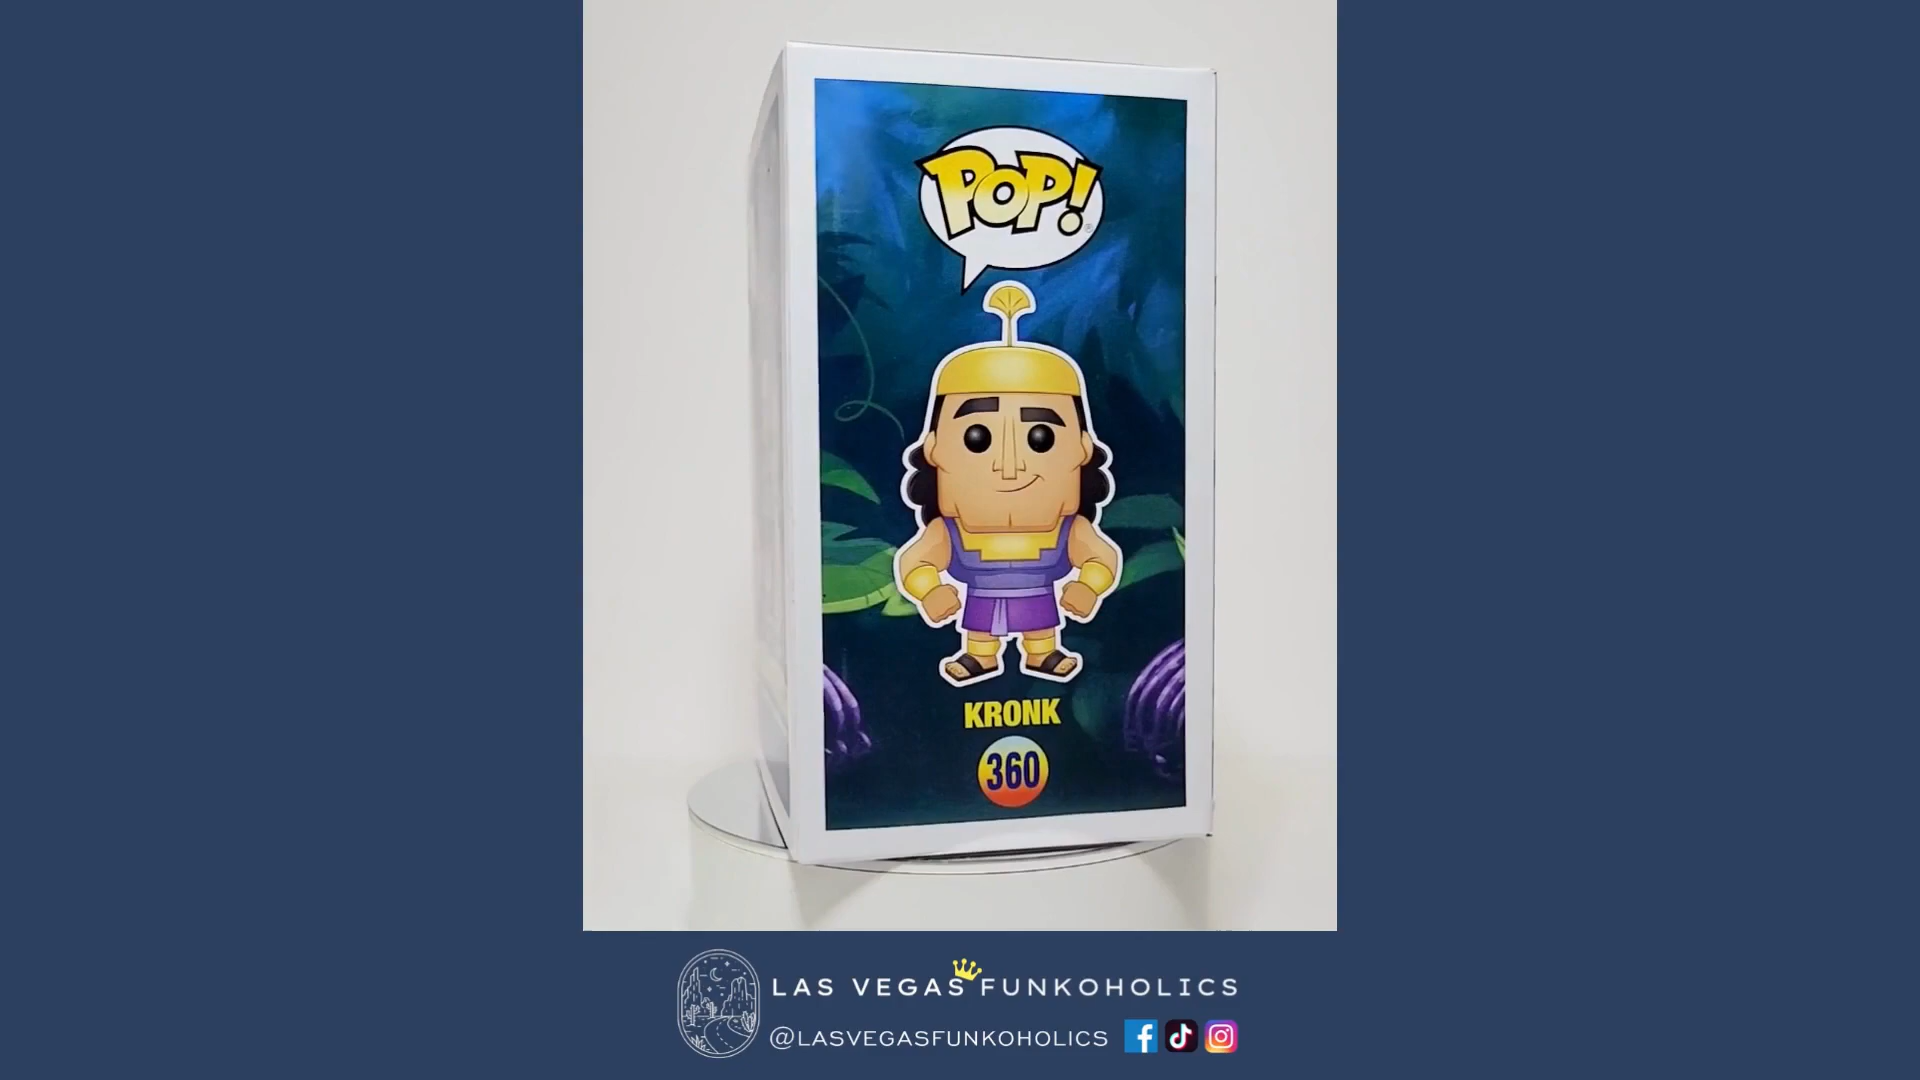 POP!
KRONK
360
LAS VEGAS FUNKOHOLICS
@LASVEGASFUNKOHOLICS